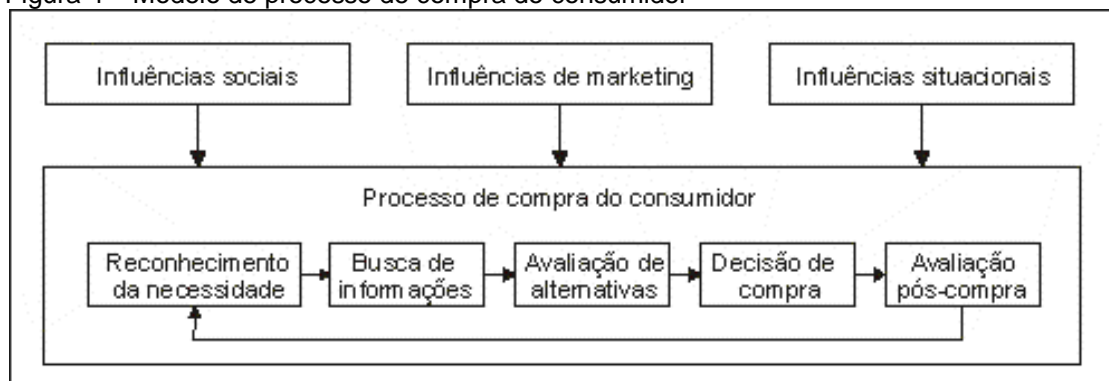 Figura – Modelo do processo de compra do consumidor
Influências sociais
Influências de marketing
Influências situacionais
Processo de compra do consumidor
Reconhecimento
da necessidade
Busca de
informações
Avaliação de
alternativas
Decisão de
compra
Avaliação
pós-compra